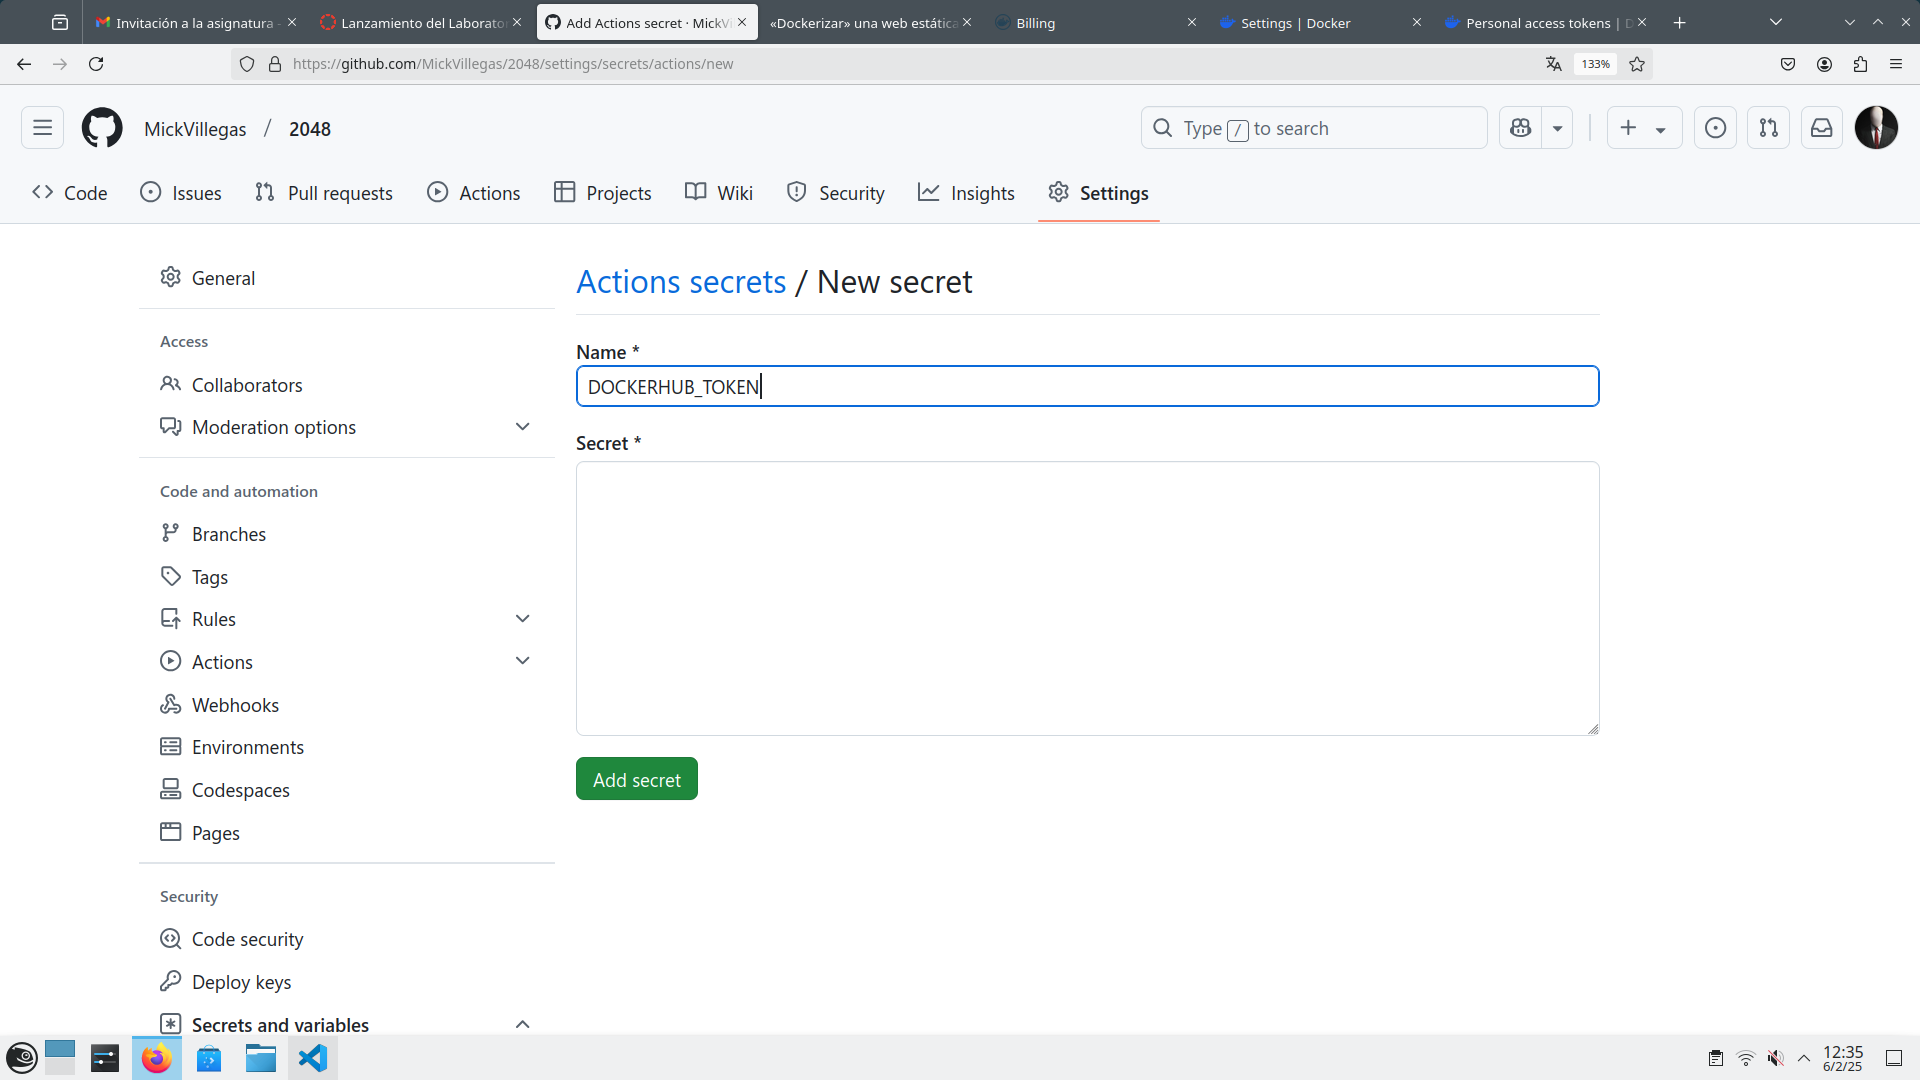 Invitación a la asignatura -
Lanzamiento del Laborator
Add Actions secret · MickVi
«Dockerizar» una web estática
Billing
Settings | Docker
Personal access tokens | D
https://github.com/MickVillegas/2048/settings/secrets/actions/new
133%
MickVillegas / 2048
Type / to search
Code
Issues
Pull requests
Actions
Projects
Wiki
Security
Insights
Settings
General
Access
Collaborators
Moderation options
Code and automation
Branches
Tags
Rules
Actions
Webhooks
Environments
Codespaces
Pages
Security
Code security
Deploy keys
Secrets and variables
Actions secrets / New secret
Name *
DOCKERHUB_TOKEN
Secret *
Add secret
12:35
6/2/25